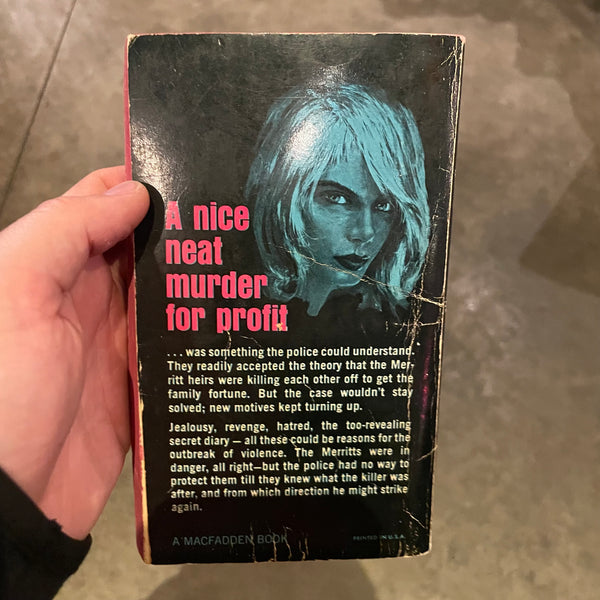 A nice
neat
murder
for profit
. . . was something the police could understand.
They readily accepted the theory that the Mer-
ritt heirs were killing each other off to get the
family fortune. But the case wouldn't stay
solved; new motives kept turning up.
Jealousy, revenge, hatred, the too-revealing
secret diary — all these could be reasons for the
outbreak of violence. The Merritts were in
danger, all right—but the police had no way to
protect them till they knew what the killer was
after, and from which direction he might strike
again.
A MACFADDEN BOOK
PRINTED IN U.S.A.